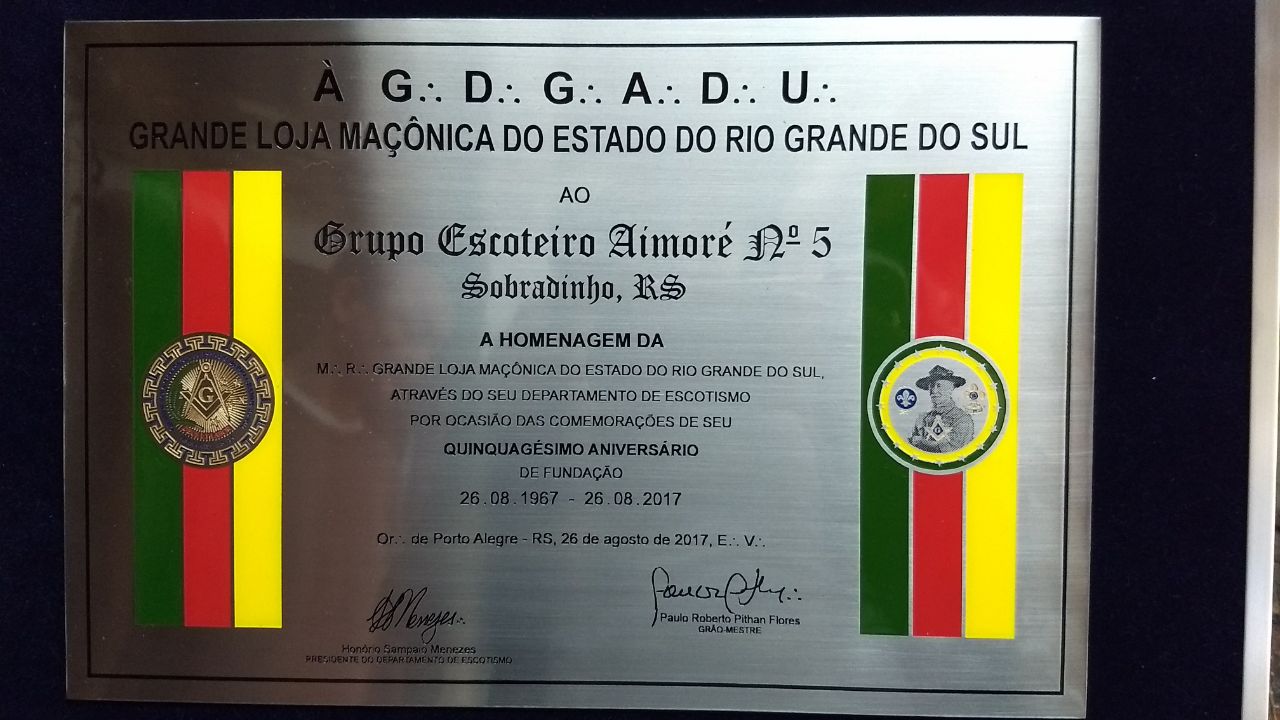 À G∴ D∴ G∴ A∴ D∴ U∴
GRANDE LOJA MAÇÔNICA DO ESTADO DO RIO GRANDE DO SUL
AO
Grupo Escoteiro Aimoré Nº 5
Sobradinho, RS
A HOMENAGEM DA
M∴ R∴ GRANDE LOJA MAÇÔNICA DO ESTADO DO RIO GRANDE DO SUL,
ATRAVÉS DO SEU DEPARTAMENTO DE ESCOTISMO
POR OCASIÃO DAS COMEMORAÇÕES DE SEU
QUINQUAGÉSIMO ANIVERSÁRIO
DE FUNDAÇÃO
26.08.1967 - 26.08.2017
Or∴ de Porto Alegre - RS, 26 de agosto de 2017, E∴ V∴
Honório Sampaio Menezes
PRESIDENTE DO DEPARTAMENTO DE ESCOTISMO
Paulo Roberto Pithan Flores
GRÃO-MESTRE
G